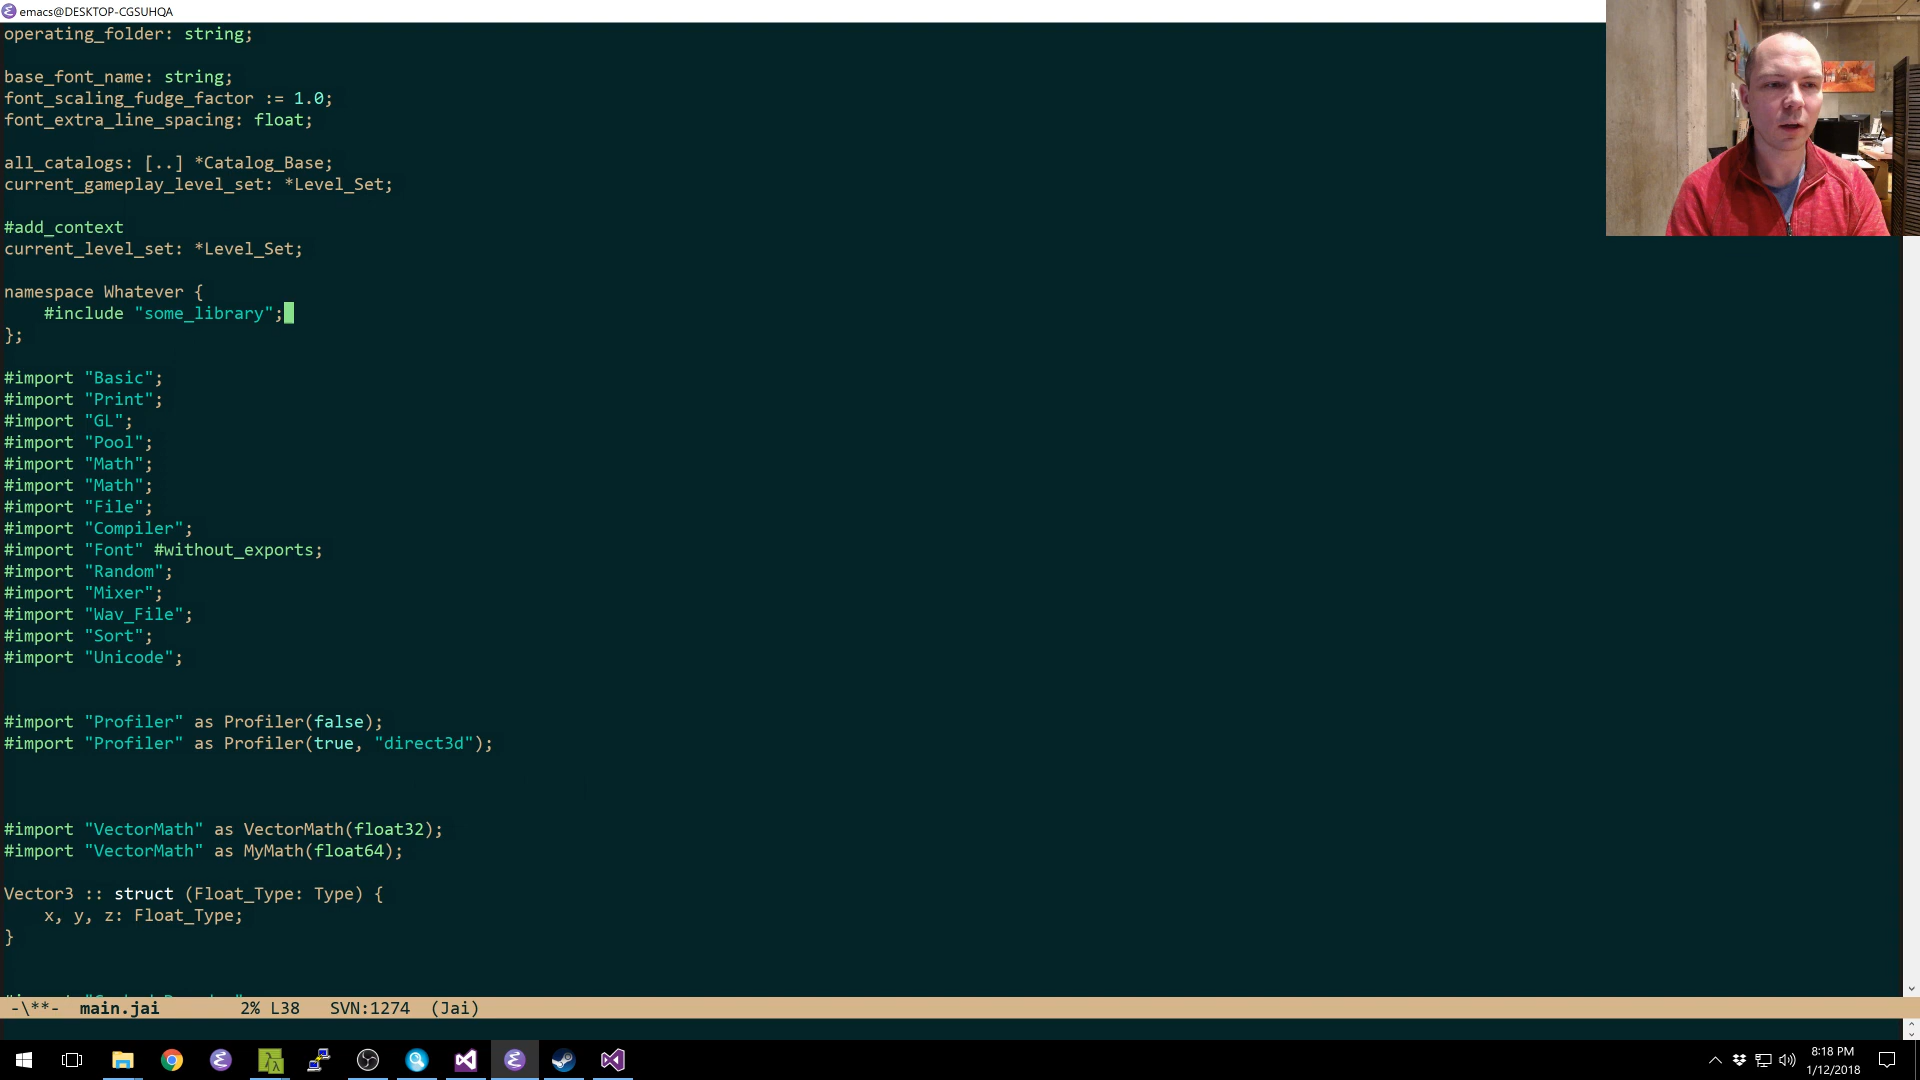 emacs@DESKTOP-CGSUHQA
operating_folder: string;
base_font_name: string;
font_scaling_fudge_factor := 1.0;
font_extra_line_spacing: float;
all_catalogs: [..] *Catalog_Base;
current_gameplay_level_set: *Level_Set;
#add_context
current_level_set: *Level_Set;
namespace Whatever {
    #include "some_library";
};
#import "Basic";
#import "Print";
#import "GL";
#import "Pool";
#import "Math";
#import "Math";
#import "File";
#import "Compiler";
#import "Font" #without_exports;
#import "Random";
#import "Mixer";
#import "Wav_File";
#import "Sort";
#import "Unicode";
#import "Profiler" as Profiler(false);
#import "Profiler" as Profiler(true, "direct3d");
#import "VectorMath" as VectorMath(float32);
#import "VectorMath" as MyMath(float64);
Vector3 :: struct (Float_Type: Type) {
    x, y, z: Float_Type;
}
-\**-  main.jai        2% L38   SVN:1274  (Jai)
8:18 PM
1/12/2018